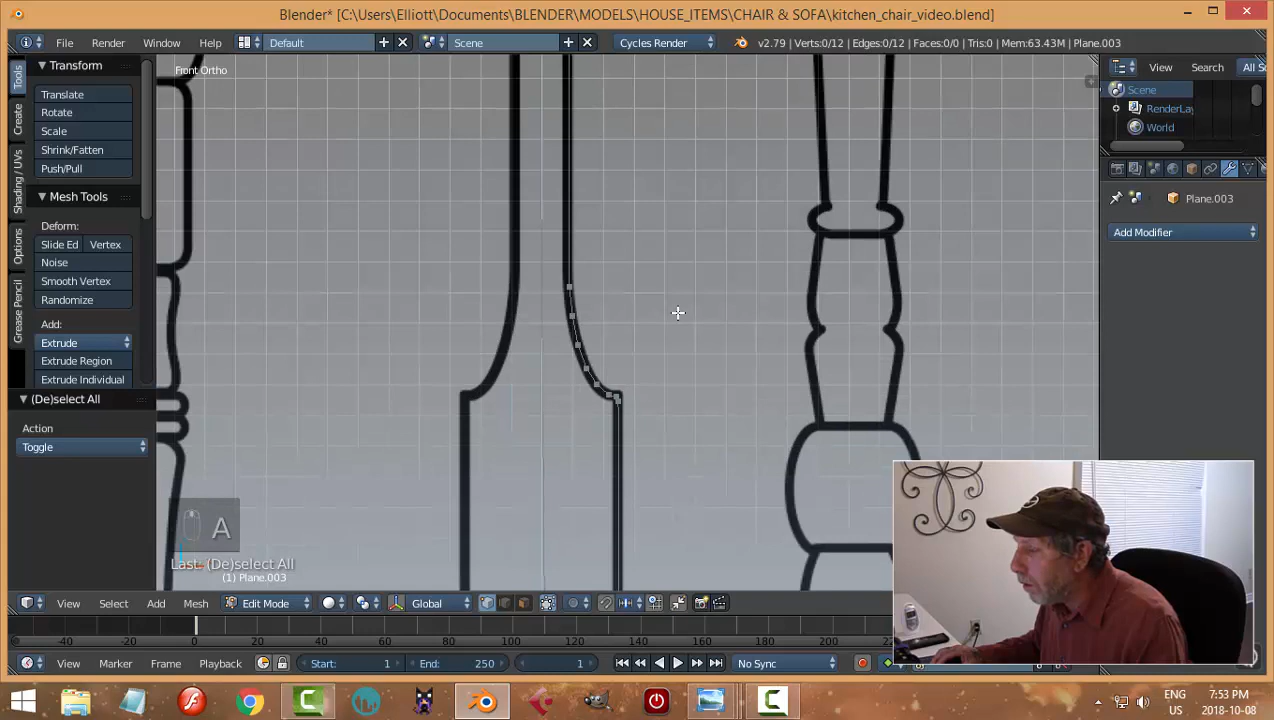 Blender* [C:\Users\Elliott\Documents\BLENDER\MODELS\HOUSE_ITEMS\CHAIR & SOFA\kitchen_chair_video.blend]
File Render Window Help Default Scene Cycles Render v2.79 | Verts:0/12 | Edges:0/12 | Faces:0/0 | Tris:0 | Mem:63.43M | Plane.003
Tools
Create
Shading / UVs
Options
Grease Pencil
Transform
Translate
Rotate
Scale
Shrink/Fatten
Push/Pull
Mesh Tools
Deform:
Slide Ed Vertex
Noise
Smooth Vertex
Randomize
Add:
Extrude
Extrude Region
Extrude Individual
(De)select All
Action
Toggle
Front Ortho
A
Last: (De)select All
(1) Plane.003
View Search All S
Scene
RenderLay
World
Plane.003
Add Modifier
View Select Add Mesh Edit Mode Global
-40 -20 0 20 40 60 80 100 120 140 160 180 200
View Marker Frame Playback Start: 1 End: 250 1 No Sync
ENG
US
7:53 PM
2018-10-08